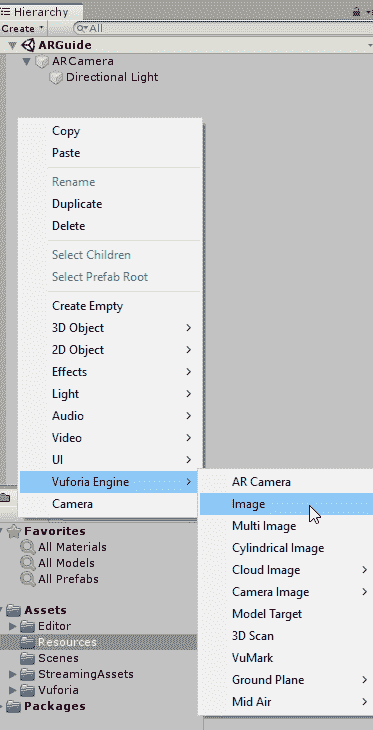 Hierarchy
Create All
ARGuide
ARCamera
Directional Light
Copy
Paste
Rename
Duplicate
Delete
Select Children
Select Prefab Root
Create Empty
3D Object
2D Object
Effects
Light
Audio
Video
UI
Vuforia Engine
Camera
AR Camera
Image
Multi Image
Cylindrical Image
Cloud Image
Camera Image
Model Target
3D Scan
VuMark
Ground Plane
Mid Air
Favorites
All Materials
All Models
All Prefabs
Assets
Editor
Resources
Scenes
StreamingAssets
Vuforia
Packages